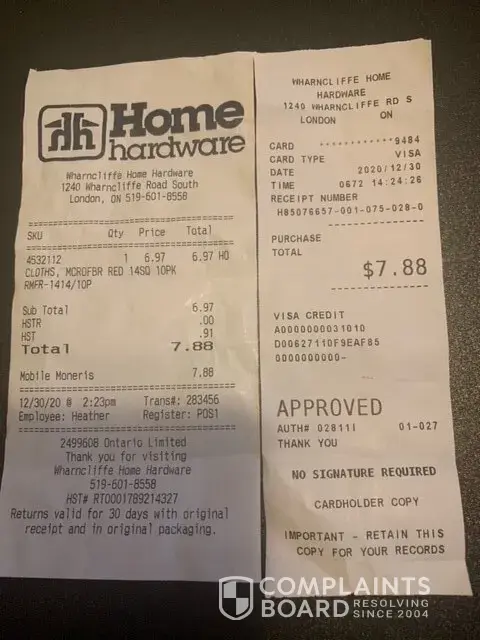 Home
hardware
Wharncliffe Home Hardware
1240 Wharncliffe Road South
London, ON 519-601-8558
SKU Qty Price Total
4532112 1 6.97 6.97 HO
CLOTHS, MCROFBR RED 14SQ 10PK
RMFR-1414/10P
Sub Total 6.97
HSTR .00
HST .91
Total 7.88
Mobile Moneris 7.88
12/30/20 @ 2:23pm Trans#: 283456
Employee: Heather Register: POS1
2499608 Ontario Limited
Thank you for visiting
Wharncliffe Home Hardware
519-601-8558
HST# RT0001789214327
Returns valid for 30 days with original
receipt and in original packaging.
WHARNCLIFFE HOME
HARDWARE
1240 WHARNCLIFFE RD S
LONDON ON
CARD ************9484
CARD TYPE VISA
DATE 2020/12/30
TIME 0672 14:24:26
RECEIPT NUMBER
H85076657-001-075-028-0
PURCHASE
TOTAL
$7.88
VISA CREDIT
A0000000031010
D00627110F9EAF85
0000000000-
APPROVED
AUTH# 02811I 01-027
THANK YOU
NO SIGNATURE REQUIRED
CARDHOLDER COPY
IMPORTANT - RETAIN THIS
COPY FOR YOUR RECORDS
COMPLAINTS
BOARD RESOLVING
SINCE 2004